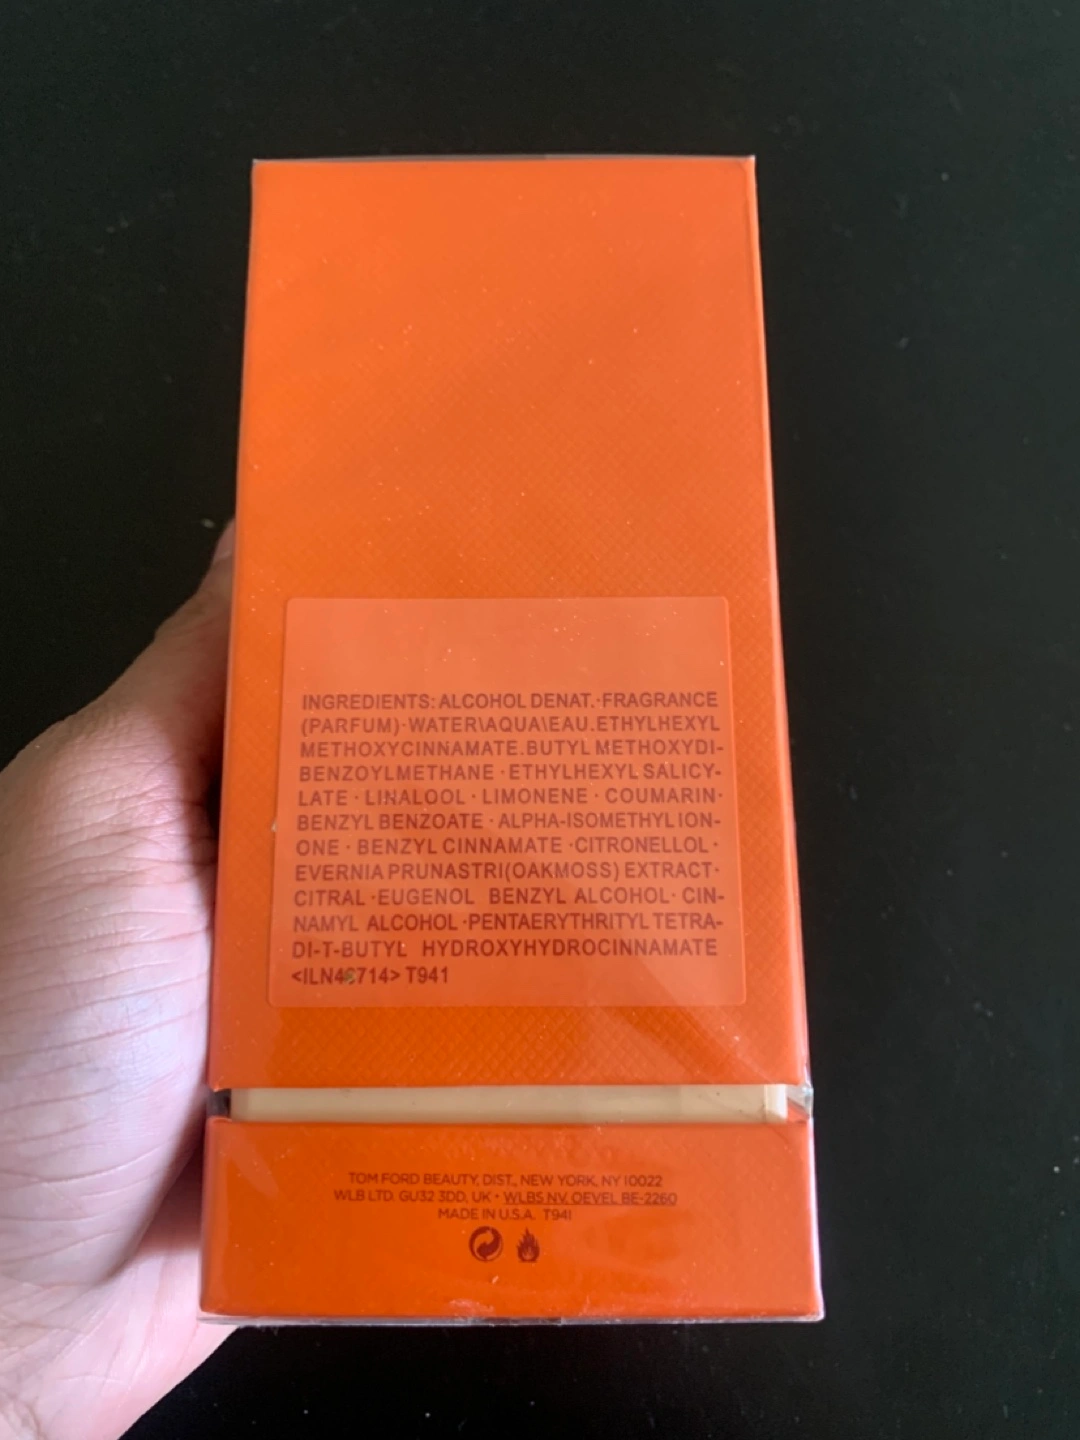 INGREDIENTS: ALCOHOL DENAT.·FRAGRANCE
(PARFUM)·WATER\AQUA\EAU.ETHYLHEXYL
METHOXYCINNAMATE.BUTYL METHOXYDI-
BENZOYLMETHANE · ETHYLHEXYL SALICY-
LATE · LINALOOL · LIMONENE · COUMARIN·
BENZYL BENZOATE · ALPHA-ISOMETHYL ION-
ONE · BENZYL CINNAMATE ·CITRONELLOL ·
EVERNIA PRUNASTRI(OAKMOSS) EXTRACT·
CITRAL ·EUGENOL BENZYL ALCOHOL· CIN-
NAMYL ALCOHOL ·PENTAERYTHRITYL TETRA-
DI-T-BUTYL HYDROXYHYDROCINNAMATE
T941
TOM FORD BEAUTY, DIST., NEW YORK, NY 10022
WLB LTD. GU32 3DD, UK · WLBS NV. OEVEL BE-2260
MADE IN U.S.A. T941